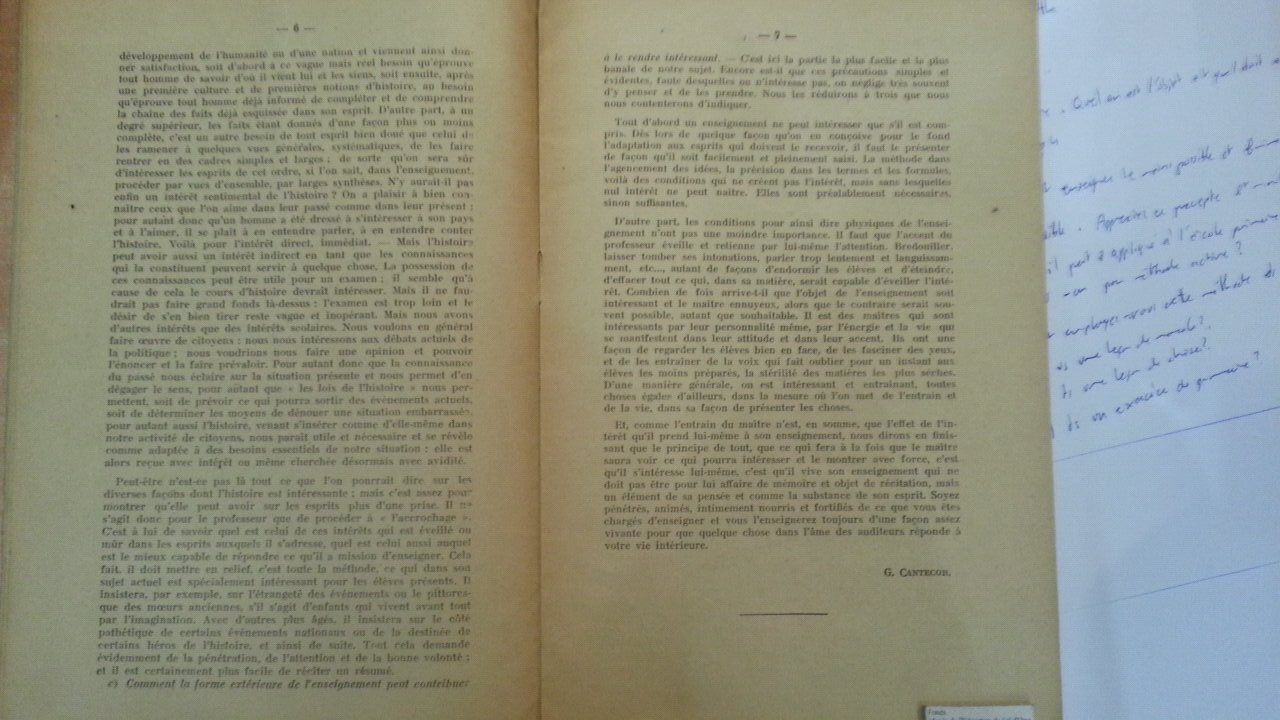 — 6 —
développement de l'humanité ou d'une nation et viennent ainsi don-
ner satisfaction, soit d'abord à ce vague mais réel besoin qu'éprouve
tout homme de savoir d'où il vient lui et les siens, soit ensuite, après
une première culture et de premières notions d'histoire, au besoin
qu'éprouve tout homme déjà informé de compléter et de comprendre
la chaîne des faits déjà esquissée dans son esprit. D'autre part, à un
degré supérieur, les faits étant donnés d'une façon plus ou moins
complète, c'est un autre besoin de tout esprit bien doué que celui de
les ramener à quelques vues générales, systématiques, de les faire
rentrer en des cadres simples et larges ; de sorte qu'on sera sûr
d'intéresser les esprits de cet ordre, si l'on sait, dans l'enseignement,
procéder par vues d'ensemble, par larges synthèses. N'y aurait-il pas
enfin un intérêt sentimental de l'histoire ? On a plaisir à bien con-
naître ceux que l'on aime dans leur passé comme dans leur présent ;
pour autant donc qu'un homme a été dressé à s'intéresser à son pays
et à l'aimer, il se plaît à en entendre parler, à en entendre conter
l'histoire. Voilà pour l'intérêt direct, immédiat. — Mais l'histoire
peut avoir aussi un intérêt indirect en tant que les connaissances
qui la constituent peuvent servir à quelque chose. La possession de
ces connaissances peut être utile pour un examen ; il semble qu'à
cause de cela le cours d'histoire devrait intéresser. Mais il ne fau-
drait pas faire grand fonds là-dessus : l'examen est trop loin et le
désir de s'en bien tirer reste vague et inopérant. Mais nous avons
d'autres intérêts que des intérêts scolaires. Nous voulons en général
faire œuvre de citoyens : nous nous intéressons aux débats actuels de
la politique ; nous voudrions nous faire une opinion et pouvoir
l'énoncer et la faire prévaloir. Pour autant donc que la connaissance
du passé nous éclaire sur la situation présente et nous permet d'en
dégager le sens, pour autant que « les lois de l'histoire » nous per-
mettent, soit de prévoir ce qui pourra sortir des événements actuels,
soit de déterminer les moyens de dénouer une situation embarrassée,
pour autant aussi l'histoire, venant s'insérer comme d'elle-même dans
notre activité de citoyens, nous paraît utile et nécessaire et se révèle
comme adaptée à des besoins essentiels de notre situation : elle est
alors reçue avec intérêt ou même cherchée désormais avec avidité.
Peut-être n'est-ce pas là tout ce que l'on pourrait dire sur les
diverses façons dont l'histoire est intéressante ; mais c'est assez pour
montrer qu'elle peut avoir sur les esprits plus d'une prise. Il ne
s'agit donc pour le professeur que de procéder à « l'accrochage ».
C'est à lui de savoir quel est celui de ces intérêts qui est éveillé ou
mûr dans les esprits auxquels il s'adresse, quel est celui aussi auquel
est le mieux capable de répondre ce qu'il a mission d'enseigner. Cela
fait, il doit mettre en relief, c'est toute la méthode, ce qui dans son
sujet actuel est spécialement intéressant pour les élèves présents. Il
insistera, par exemple, sur l'étrangeté des événements ou le pittores-
que des mœurs anciennes, s'il s'agit d'enfants qui vivent avant tout
par l'imagination. Avec d'autres plus âgés, il insistera sur le côté
pathétique de certains événements nationaux ou de la destinée de
certains héros de l'histoire, et ainsi de suite. Tout cela demande
évidemment de la pénétration, de l'attention et de la bonne volonté ;
et il est certainement plus facile de réciter un résumé.
c) Comment la forme extérieure de l'enseignement peut contribuer
— 7 —
à le rendre intéressant. — C'est ici la partie la plus facile et la plus
banale de notre sujet. Encore est-il que ces précautions simples et
évidentes, faute desquelles on n'intéresse pas, on néglige très souvent
d'y penser et de les prendre. Nous les réduirons à trois que nous
nous contenterons d'indiquer.
Tout d'abord un enseignement ne peut intéresser que s'il est com-
pris. Dès lors de quelque façon qu'on en conçoive pour le fond
l'adaptation aux esprits qui doivent le recevoir, il faut le présenter
de façon qu'il soit facilement et pleinement saisi. La méthode dans
l'agencement des idées, la précision dans les termes et les formules,
voilà des conditions qui ne créent pas l'intérêt, mais sans lesquelles
nul intérêt ne peut naître. Elles sont préalablement nécessaires,
sinon suffisantes.
D'autre part, les conditions pour ainsi dire physiques de l'ensei-
gnement n'ont pas une moindre importance. Il faut que l'accent du
professeur éveille et retienne par lui-même l'attention. Bredouiller,
laisser tomber ses intonations, parler trop lentement et languissam-
ment, etc..., autant de façons d'endormir les élèves et d'éteindre,
d'effacer tout ce qui, dans sa matière, serait capable d'éveiller l'inté-
rêt. Combien de fois arrive-t-il que l'objet de l'enseignement soit
intéressant et le maître ennuyeux, alors que le contraire serait sou-
vent possible, autant que souhaitable. Il est des maîtres qui sont
intéressants par leur personnalité même, par l'énergie et la vie qui
se manifestent dans leur attitude et dans leur accent. Ils ont une
façon de regarder les élèves bien en face, de les fasciner des yeux,
et de les entraîner de la voix qui fait oublier pour un instant aux
élèves les moins préparés, la stérilité des matières les plus sèches.
D'une manière générale, on est intéressant et entraînant, toutes
choses égales d'ailleurs, dans la mesure où l'on met de l'entrain et
de la vie, dans sa façon de présenter les choses.
Et, comme l'entrain du maître n'est, en somme, que l'effet de l'in-
térêt qu'il prend lui-même à son enseignement, nous dirons en finis-
sant que le principe de tout, que ce qui fera à la fois que le maître
saura voir ce qui pourra intéresser et le montrer avec force, c'est
qu'il s'intéresse lui-même, c'est qu'il vive son enseignement qui ne
doit pas être pour lui affaire de mémoire et objet de récitation, mais
un élément de sa pensée et comme la substance de son esprit. Soyez
pénétrés, animés, intimement nourris et fortifiés de ce que vous êtes
chargés d'enseigner et vous l'enseignerez toujours d'une façon assez
vivante pour que quelque chose dans l'âme des auditeurs réponde à
votre vie intérieure.
G. CANTECOR.
Quel en est l'esprit et quel doit
enseigner le moins possible et
Appréciez ce précepte
appliqué à l'école primaire
par méthode active ?
employez-vous cette méthode
une leçon de morale ?
une leçon de choses ?
un exercice de grammaire ?
Fonds